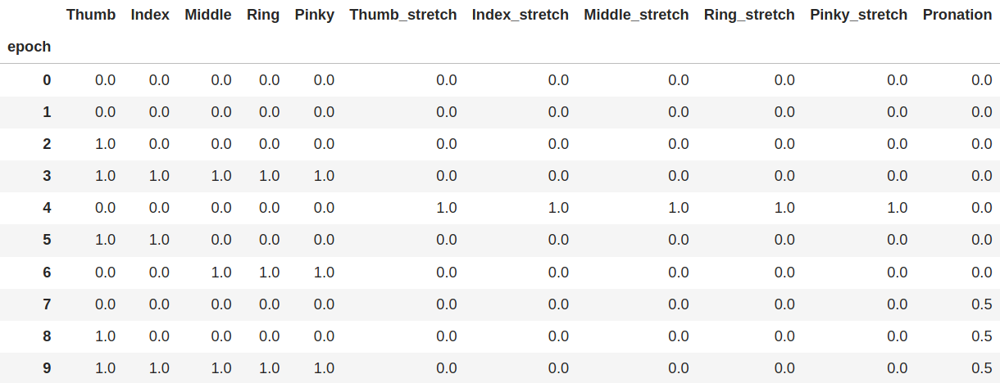 Thumb Index Middle Ring Pinky Thumb_stretch Index_stretch Middle_stretch Ring_stretch Pinky_stretch Pronation
epoch
0 0.0 0.0 0.0 0.0 0.0 0.0 0.0 0.0 0.0 0.0 0.0
1 0.0 0.0 0.0 0.0 0.0 0.0 0.0 0.0 0.0 0.0 0.0
2 1.0 0.0 0.0 0.0 0.0 0.0 0.0 0.0 0.0 0.0 0.0
3 1.0 1.0 1.0 1.0 1.0 0.0 0.0 0.0 0.0 0.0 0.0
4 0.0 0.0 0.0 0.0 0.0 1.0 1.0 1.0 1.0 1.0 0.0
5 1.0 1.0 0.0 0.0 0.0 0.0 0.0 0.0 0.0 0.0 0.0
6 0.0 0.0 1.0 1.0 1.0 0.0 0.0 0.0 0.0 0.0 0.0
7 0.0 0.0 0.0 0.0 0.0 0.0 0.0 0.0 0.0 0.0 0.5
8 1.0 0.0 0.0 0.0 0.0 0.0 0.0 0.0 0.0 0.0 0.5
9 1.0 1.0 1.0 1.0 1.0 0.0 0.0 0.0 0.0 0.0 0.5